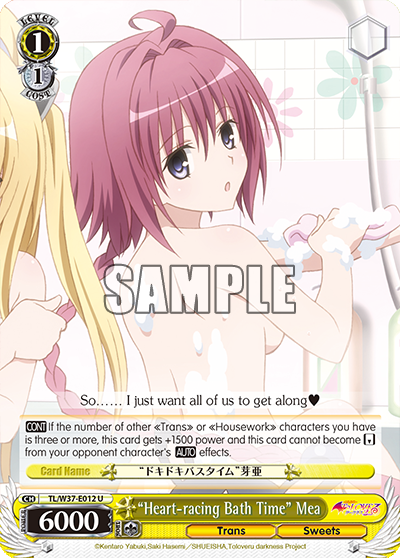 LEVEL
1
1
COST
SAMPLE
So...... I just want all of us to get along♥
CONT If the number of other «Trans» or «Housework» characters you have
is three or more, this card gets +1500 power and this card cannot become
from your opponent character's AUTO effects.
Card Name
“ドキドキバスタイム”芽亜
CH TL/W37-E012 U
6000
“Heart-racing Bath Time” Mea
Trans
Sweets
©Kentaro Yabuki,Saki Hasemi／SHUEISHA,Toloveru darkness Project